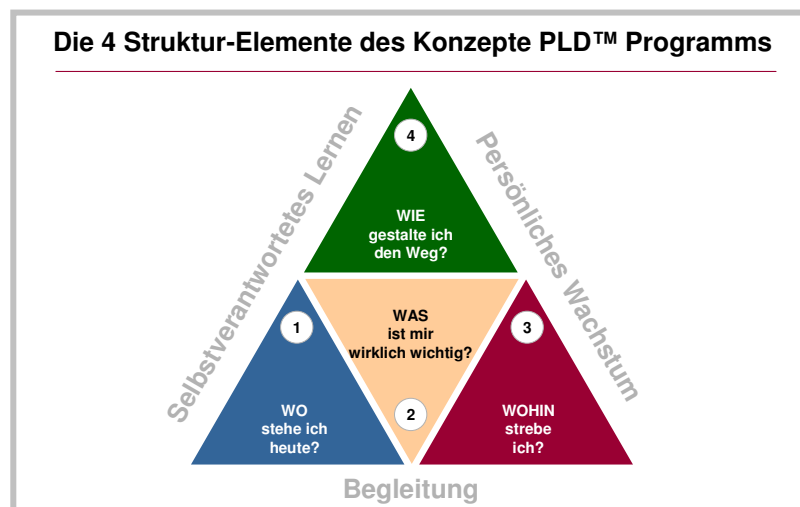 Die 4 Struktur-Elemente des Konzepte PLD™ Programms
Selbstverantwortetes Lernen
Persönliches Wachstum
4
WIE
gestalte ich
den Weg?
1
WO
stehe ich
heute?
WAS
ist mir
wirklich wichtig?
2
3
WOHIN
strebe
ich?
Begleitung